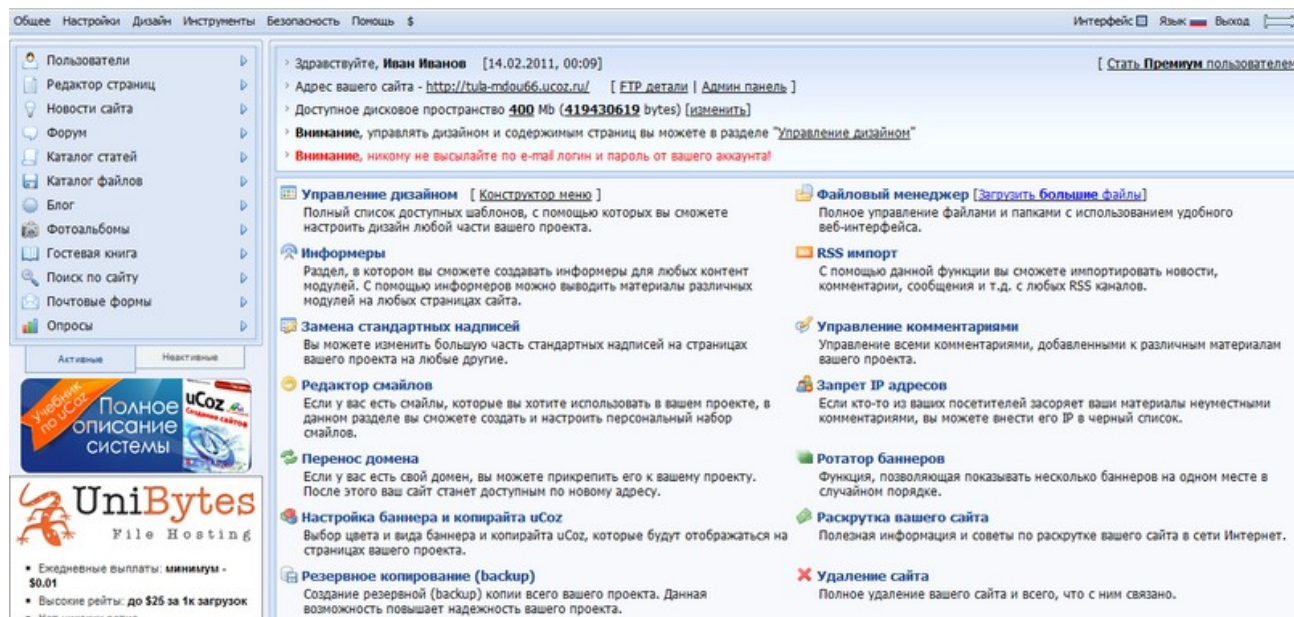 Общее Настройки Дизайн Инструменты Безопасность Помощь $
Интерфейс Язык Выход
Пользователи
Редактор страниц
Новости сайта
Форум
Каталог статей
Каталог файлов
Блог
Фотоальбомы
Гостевая книга
Поиск по сайту
Почтовые формы
Опросы
Активные Неактивные
Учебник по uCoz
Полное
описание
системы
uCoz
Создание сайтов
UniBytes
File Hosting
• Ежедневные выплаты: минимум -
$0.01
• Высокие рейты: до $25 за 1к загрузок
Здравствуйте, Иван Иванов [14.02.2011, 00:09]
[ Стать Премиум пользователем
Адрес вашего сайта - http://tula-mdou66.ucoz.ru/ [ FTP детали | Админ панель ]
Доступное дисковое пространство 400 Mb (419430619 bytes) [изменить]
Внимание, управлять дизайном и содержимым страниц вы можете в разделе "Управление дизайном"
Внимание, никому не высылайте по e-mail логин и пароль от вашего аккаунта!
Управление дизайном [ Конструктор меню ]
Полный список доступных шаблонов, с помощью которых вы сможете
настроить дизайн любой части вашего проекта.
Информеры
Раздел, в котором вы сможете создавать информеры для любых контент
модулей. С помощью информеров можно выводить материалы различных
модулей на любых страницах сайта.
Замена стандартных надписей
Вы можете изменить большую часть стандартных надписей на страницах
вашего проекта на любые другие.
Редактор смайлов
Если у вас есть смайлы, которые вы хотите использовать в вашем проекте, в
данном разделе вы сможете создать и настроить персональный набор
смайлов.
Перенос домена
Если у вас есть свой домен, вы можете прикрепить его к вашему проекту.
После этого ваш сайт станет доступным по новому адресу.
Настройка баннера и копирайта uCoz
Выбор цвета и вида баннера и копирайта uCoz, которые будут отображаться на
страницах вашего проекта.
Резервное копирование (backup)
Создание резервной (backup) копии всего вашего проекта. Данная
возможность повышает надежность вашего проекта.
Файловый менеджер [Загрузить большие файлы]
Полное управление файлами и папками с использованием удобного
веб-интерфейса.
RSS импорт
С помощью данной функции вы сможете импортировать новости,
комментарии, сообщения и т.д. с любых RSS каналов.
Управление комментариями
Управление всеми комментариями, добавленными к различным материалам
вашего проекта.
Запрет IP адресов
Если кто-то из ваших посетителей засоряет ваши материалы неуместными
комментариями, вы можете внести его IP в черный список.
Ротатор баннеров
Функция, позволяющая показывать несколько баннеров на одном месте в
случайном порядке.
Раскрутка вашего сайта
Полезная информация и советы по раскрутке вашего сайта в сети Интернет.
Удаление сайта
Полное удаление вашего сайта и всего, что с ним связано.